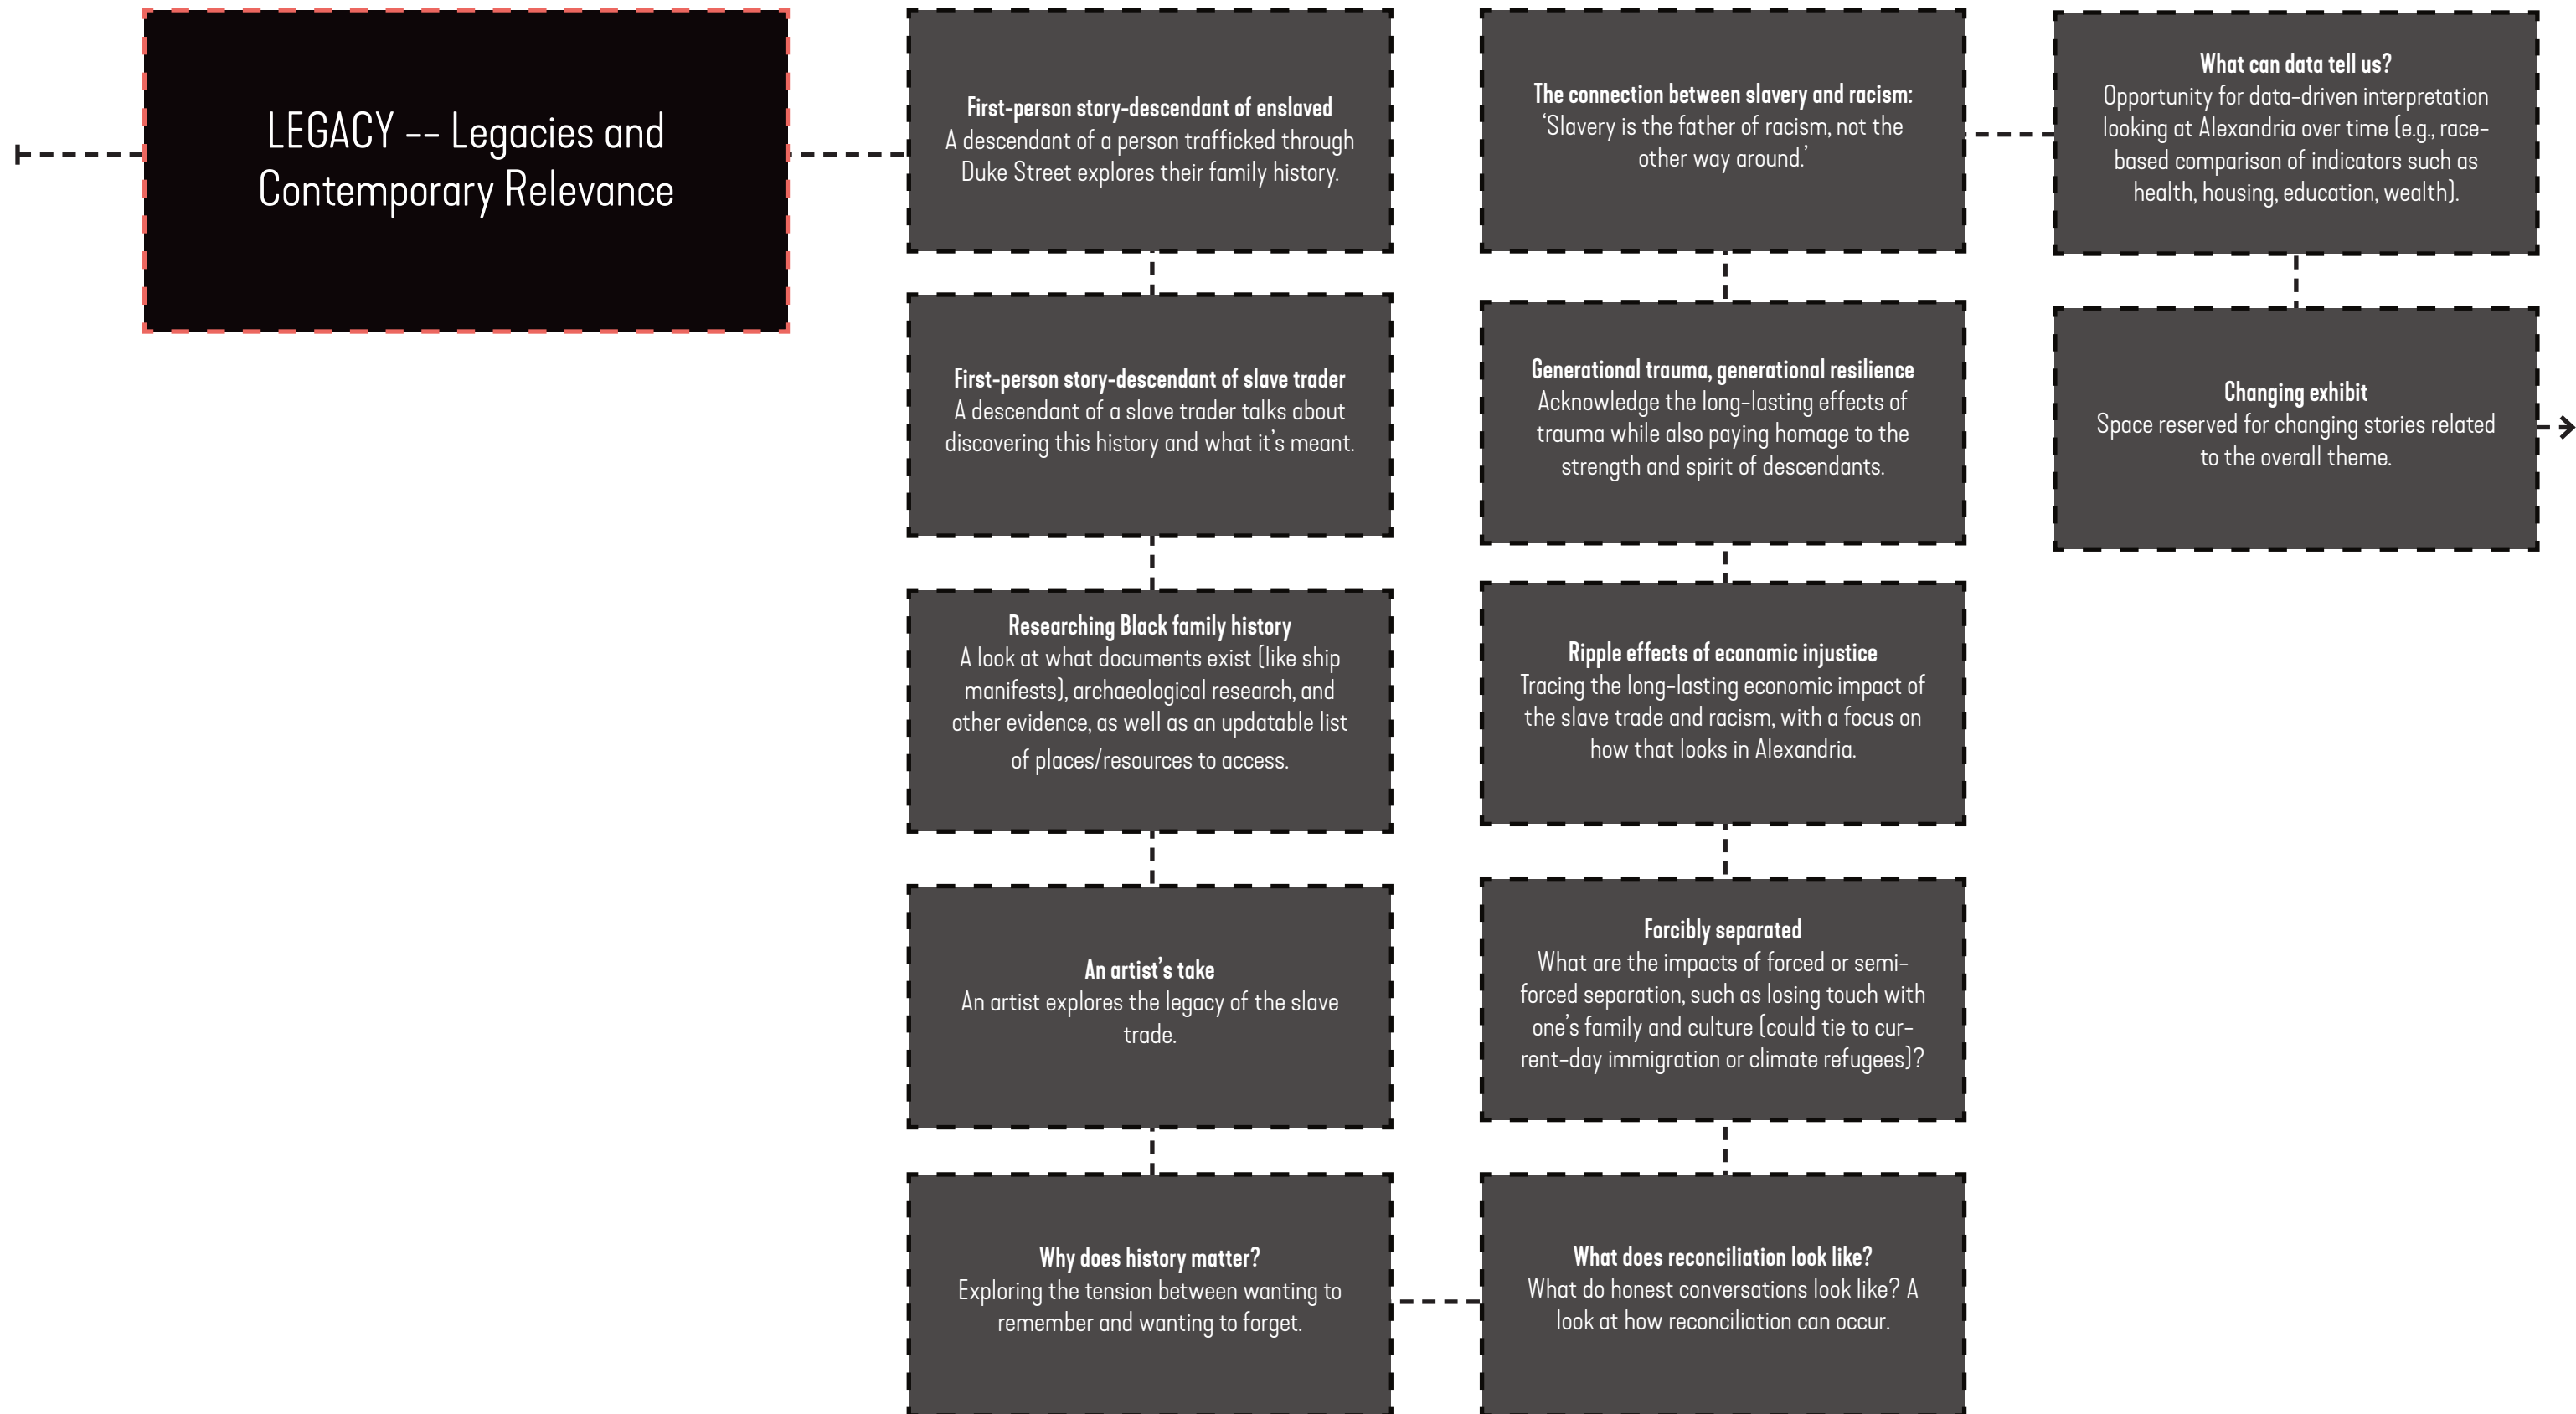 LEGACY -- Legacies and
Contemporary Relevance
First-person story-descendant of enslaved
A descendant of a person trafficked through
Duke Street explores their family history.
First-person story-descendant of slave trader
A descendant of a slave trader talks about
discovering this history and what it's meant.
Researching Black family history
A look at what documents exist (like ship
manifests), archaeological research, and
other evidence, as well as an updatable list
of places/resources to access.
An artist's take
An artist explores the legacy of the slave
trade.
Why does history matter?
Exploring the tension between wanting to
remember and wanting to forget.
The connection between slavery and racism:
‘Slavery is the father of racism, not the
other way around.’
Generational trauma, generational resilience
Acknowledge the long-lasting effects of
trauma while also paying homage to the
strength and spirit of descendants.
Ripple effects of economic injustice
Tracing the long-lasting economic impact of
the slave trade and racism, with a focus on
how that looks in Alexandria.
Forcibly separated
What are the impacts of forced or semi-
forced separation, such as losing touch with
one's family and culture (could tie to cur-
rent-day immigration or climate refugees)?
What does reconciliation look like?
What do honest conversations look like? A
look at how reconciliation can occur.
What can data tell us?
Opportunity for data-driven interpretation
looking at Alexandria over time (e.g., race-
based comparison of indicators such as
health, housing, education, wealth).
Changing exhibit
Space reserved for changing stories related
to the overall theme.